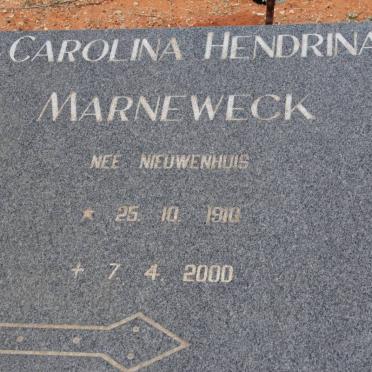 CAROLINA HENDRINA
MARNEWECK
NEE NIEUWENHUIS
* 25. 10. 1910
+ 7. 4. 2000